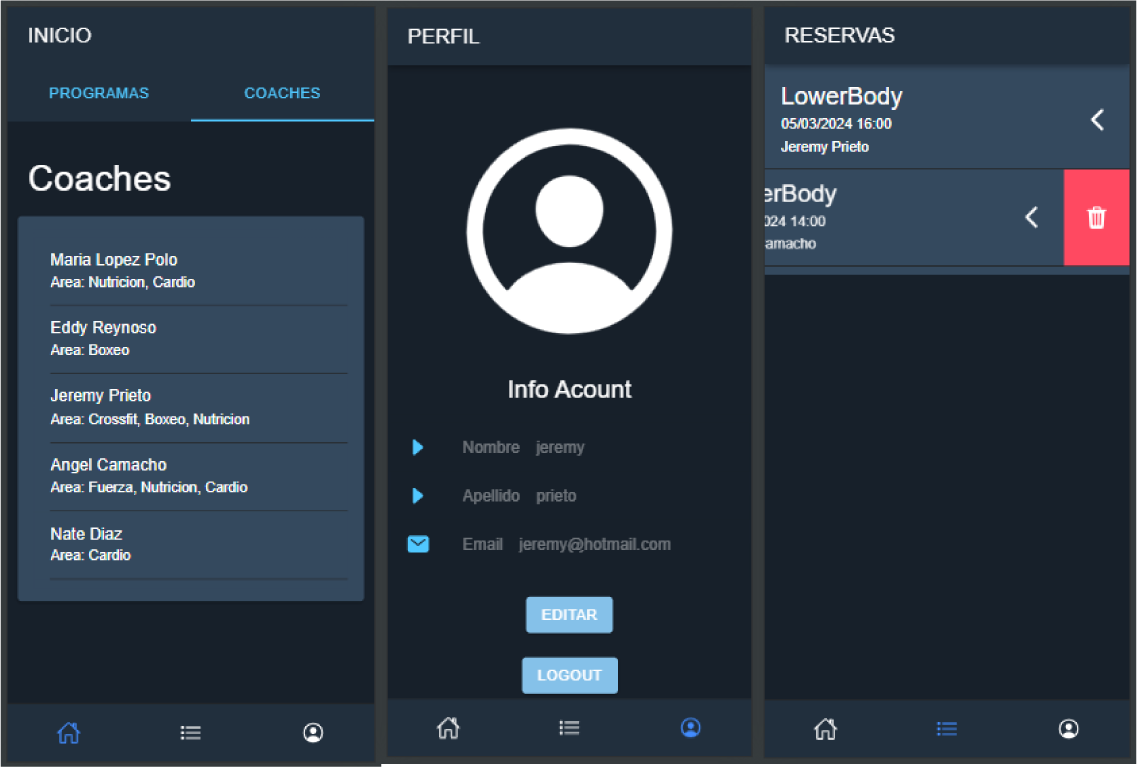 INICIO
PROGRAMAS COACHES
Coaches
Maria Lopez Polo
Area: Nutricion, Cardio
Eddy Reynoso
Area: Boxeo
Jeremy Prieto
Area: Crossfit, Boxeo, Nutricion
Angel Camacho
Area: Fuerza, Nutricion, Cardio
Nate Diaz
Area: Cardio
PERFIL
Info Acount
Nombre jeremy
Apellido prieto
Email jeremy@hotmail.com
EDITAR
LOGOUT
RESERVAS
LowerBody
05/03/2024 16:00
Jeremy Prieto
erBody
024 14:00
amacho